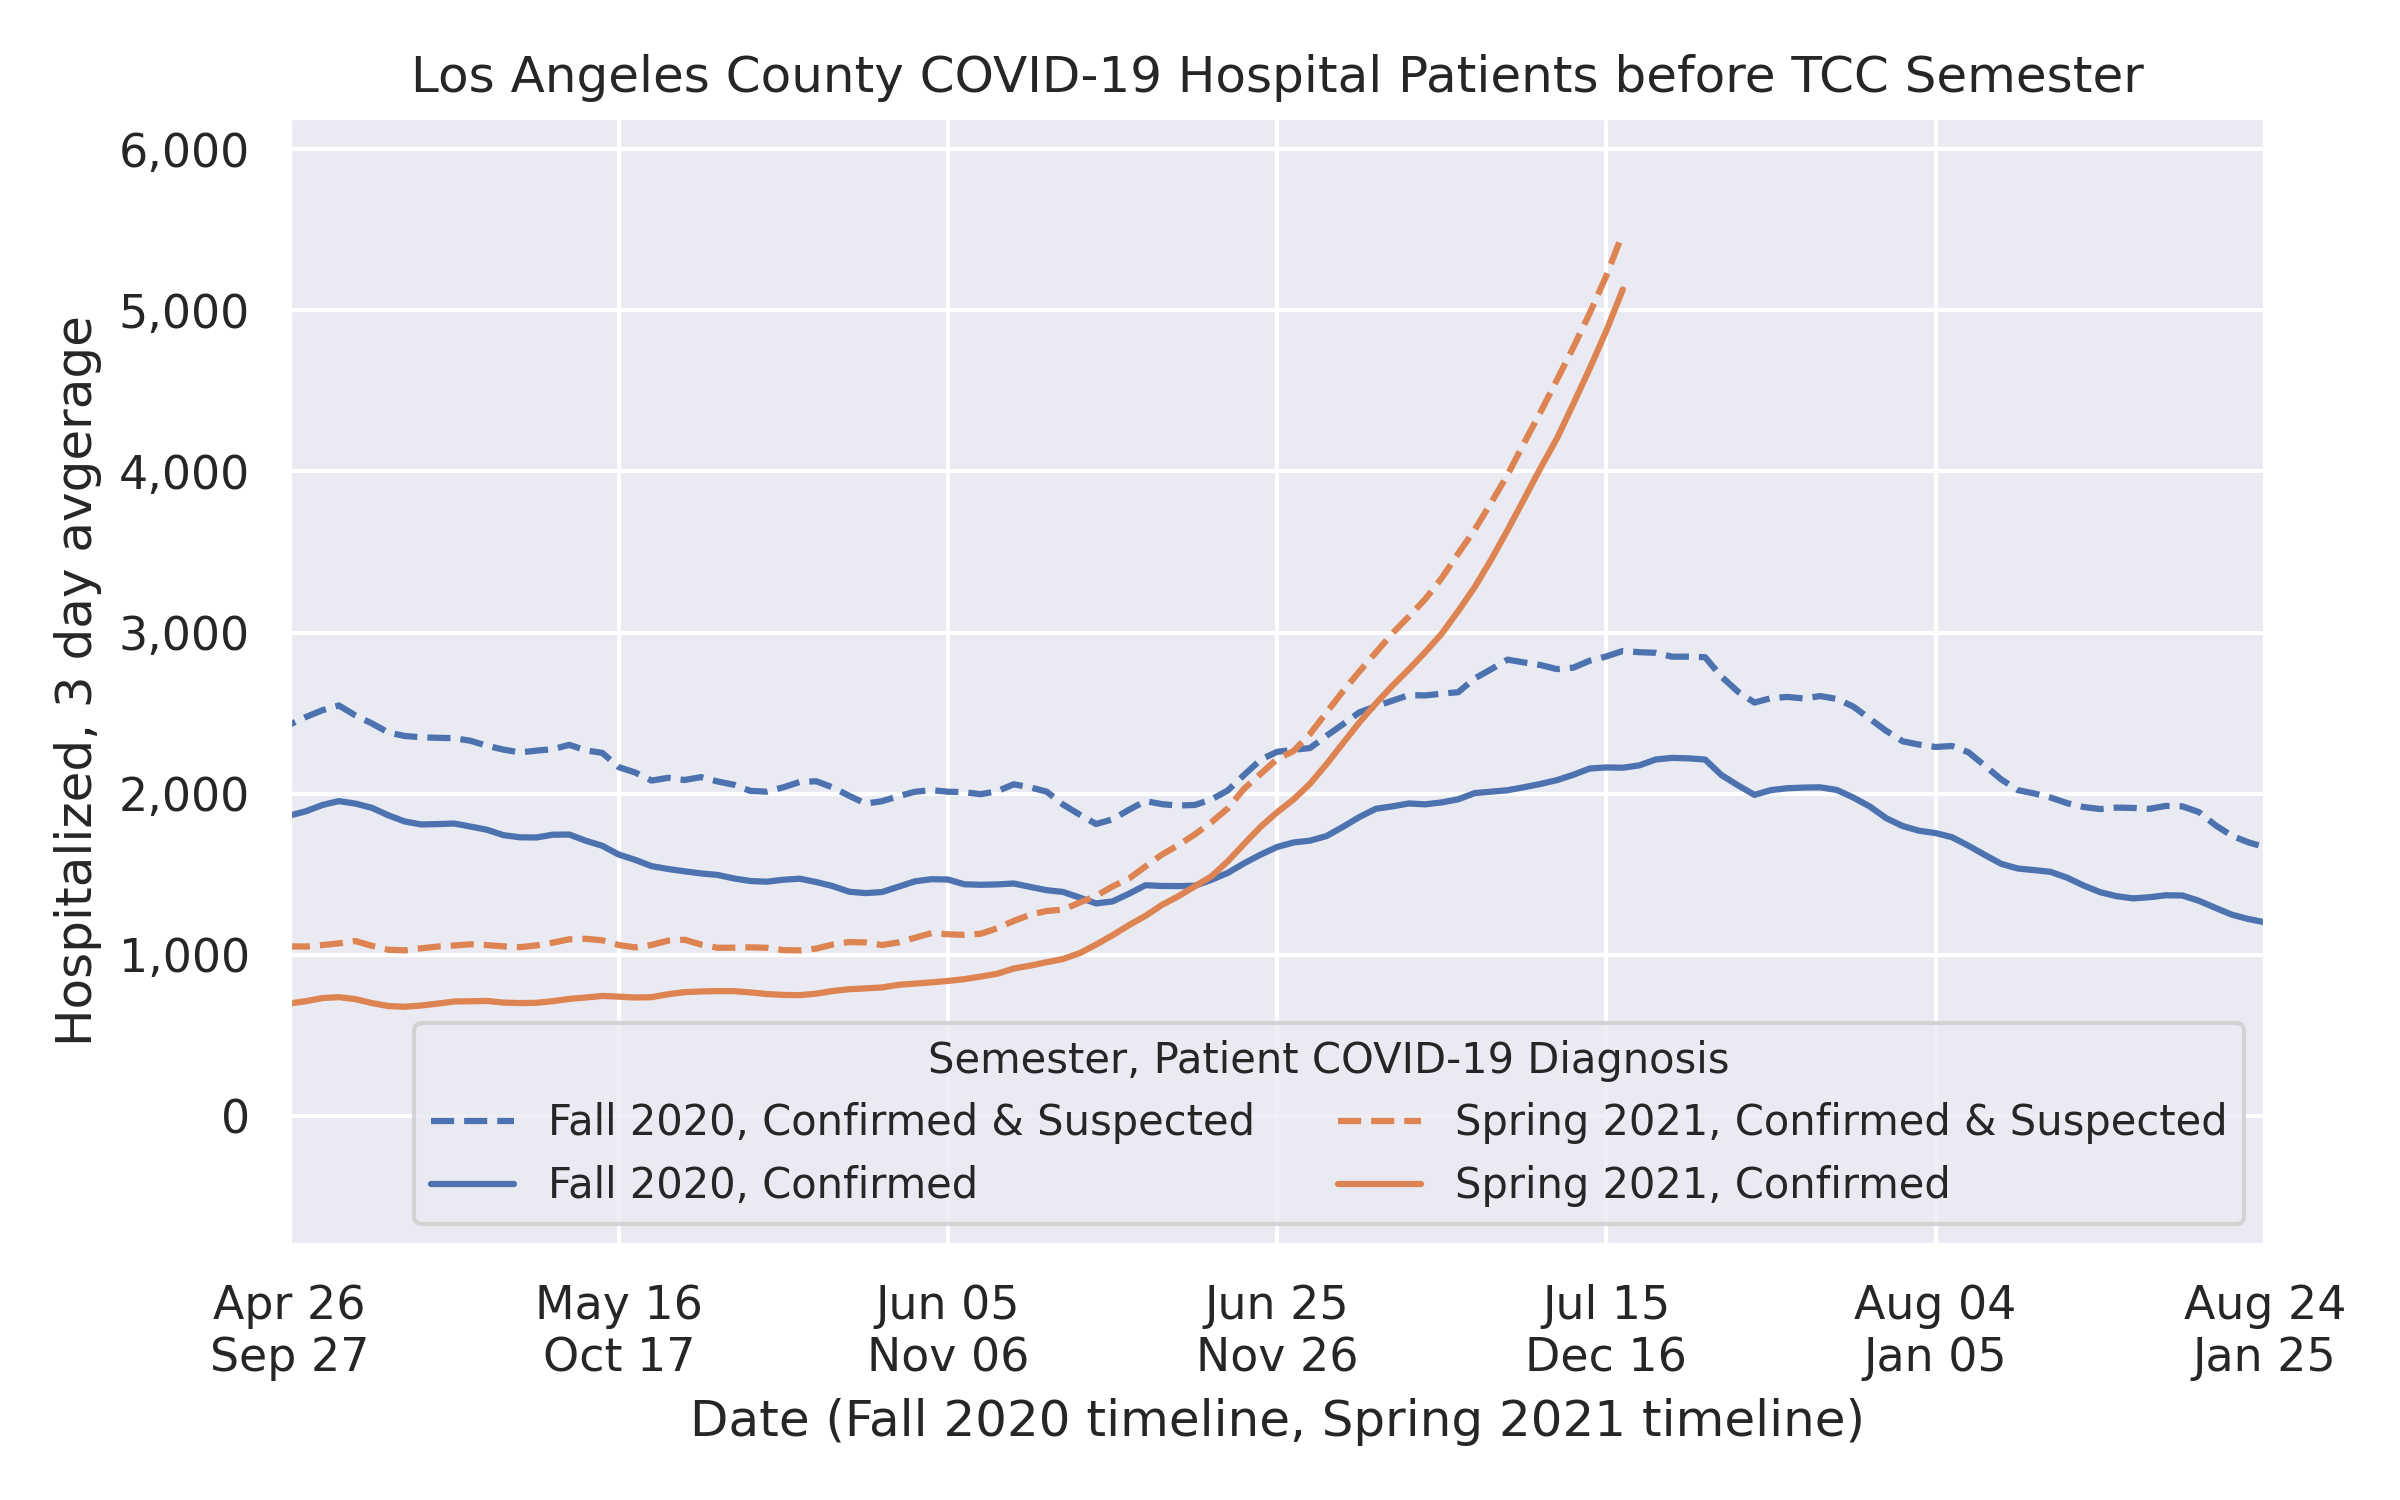 Los Angeles County COVID-19 Hospital Patients before TCC Semester
Hospitalized, 3 day avgerage
6,000
5,000
4,000
3,000
2,000
1,000
0
Semester, Patient COVID-19 Diagnosis
Fall 2020, Confirmed & Suspected
Fall 2020, Confirmed
Spring 2021, Confirmed & Suspected
Spring 2021, Confirmed
Apr 26
Sep 27
May 16
Oct 17
Jun 05
Nov 06
Jun 25
Nov 26
Jul 15
Dec 16
Aug 04
Jan 05
Aug 24
Jan 25
Date (Fall 2020 timeline, Spring 2021 timeline)